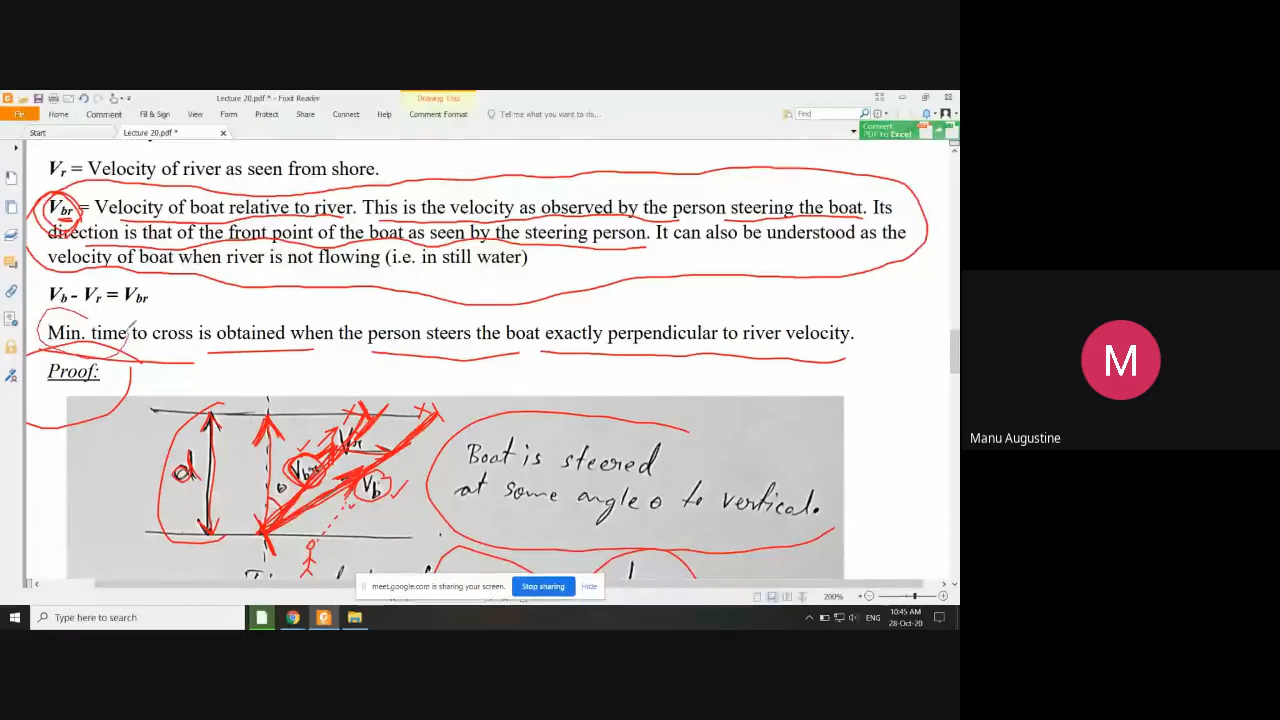 Lecture 20.pdf * - Foxit Reader
Drawing Tool
File
Home
Comment
Fill & Sign
View
Form
Protect
Share
Connect
Help
Comment Format
Tell me what you want to do...
Find
Start
Lecture 20.pdf *
Convert
PDF to Excel!
Vr = Velocity of river as seen from shore.
Vbr = Velocity of boat relative to river. This is the velocity as observed by the person steering the boat. Its
direction is that of the front point of the boat as seen by the steering person. It can also be understood as the
velocity of boat when river is not flowing (i.e. in still water)
Vb - Vr = Vbr
Min. time to cross is obtained when the person steers the boat exactly perpendicular to river velocity.
Proof:
d
θ
Vbr
Vr
Vb
Boat is steered
at some angle θ to vertical.
meet.google.com is sharing your screen.
Stop sharing
Hide
200%
Type here to search
ENG
10:45 AM
28-Oct-20
M
Manu Augustine